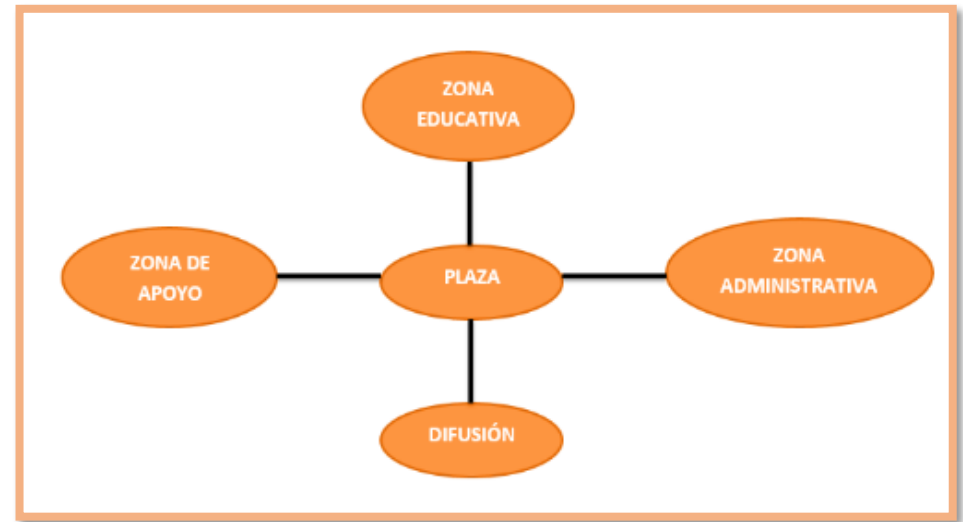 ZONA
EDUCATIVA
ZONA DE
APOYO
PLAZA
ZONA
ADMINISTRATIVA
DIFUSIÓN